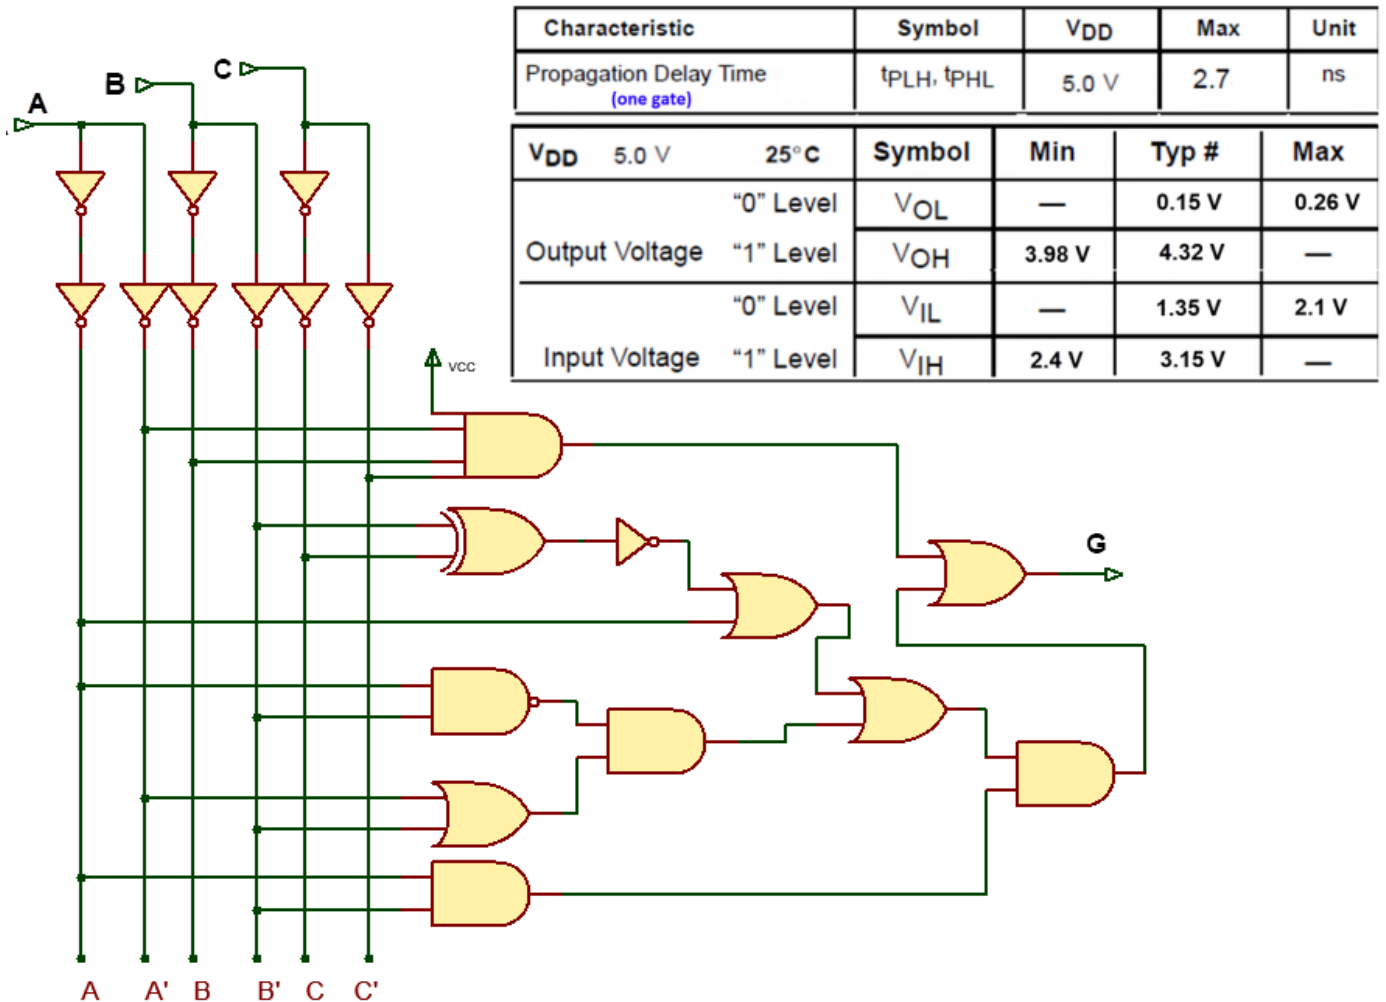 Characteristic Symbol VDD Max Unit
Propagation Delay Time tPLH, tPHL 5.0 V 2.7 ns
(one gate)
VDD 5.0 V 25°C Symbol Min Typ # Max
"0" Level VOL — 0.15 V 0.26 V
Output Voltage "1" Level VOH 3.98 V 4.32 V —
"0" Level VIL — 1.35 V 2.1 V
Input Voltage "1" Level VIH 2.4 V 3.15 V —
C
B
A
VCC
G
A A' B B' C C'